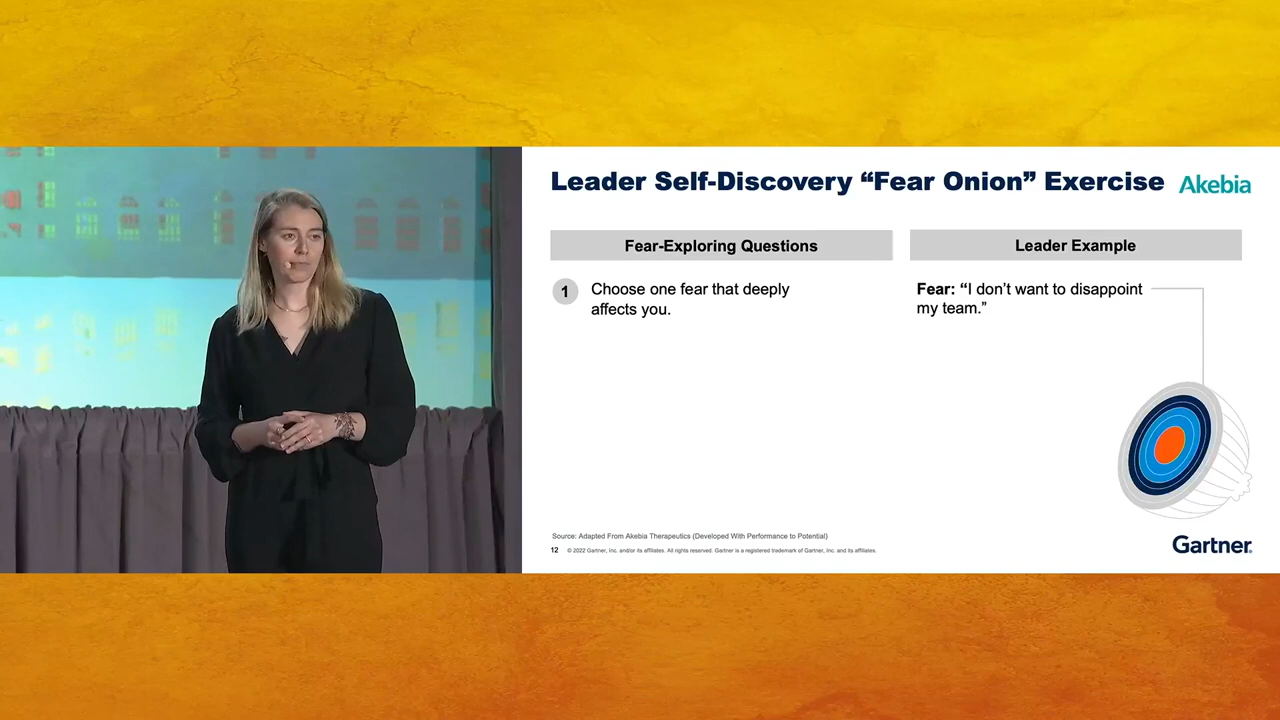 Leader Self-Discovery “Fear Onion” Exercise
Akebia
Fear-Exploring Questions
Leader Example
1
Choose one fear that deeply
affects you.
Fear: “I don’t want to disappoint
my team.”
Source: Adapted From Akebia Therapeutics (Developed With Performance to Potential)
12 © 2022 Gartner, Inc. and/or its affiliates. All rights reserved. Gartner is a registered trademark of Gartner, Inc. and its affiliates.
Gartner®